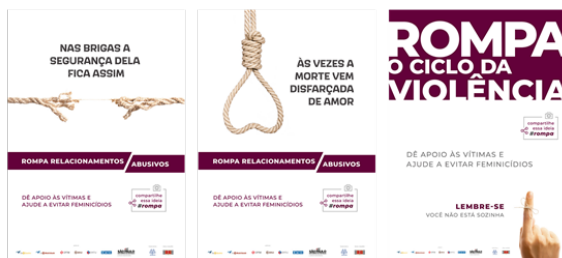 NAS BRIGAS A
SEGURANÇA DELA
FICA ASSIM
ROMPA RELACIONAMENTOS ABUSIVOS
DÊ APOIO ÀS VÍTIMAS E
AJUDE A EVITAR FEMINICÍDIOS
compartilhe
essa ideia
#rompa
ÀS VEZES A
MORTE VEM
DISFARÇADA
DE AMOR
ROMPA RELACIONAMENTOS ABUSIVOS
DÊ APOIO ÀS VÍTIMAS E
AJUDE A EVITAR FEMINICÍDIOS
compartilhe
essa ideia
#rompa
ROMPA
O CICLO DA
VIOLÊNCIA
compartilhe
essa ideia
#rompa
DÊ APOIO ÀS VÍTIMAS E
AJUDE A EVITAR FEMINICÍDIOS
LEMBRE-SE
VOCÊ NÃO ESTÁ SOZINHA